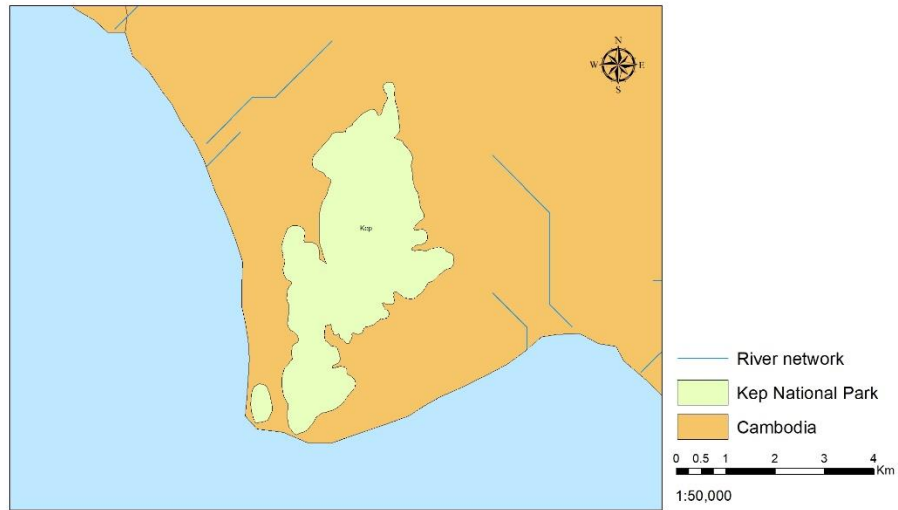 N
W E
S
Kep
River network
Kep National Park
Cambodia
0 0.5 1 2 3 4
Km
1:50,000